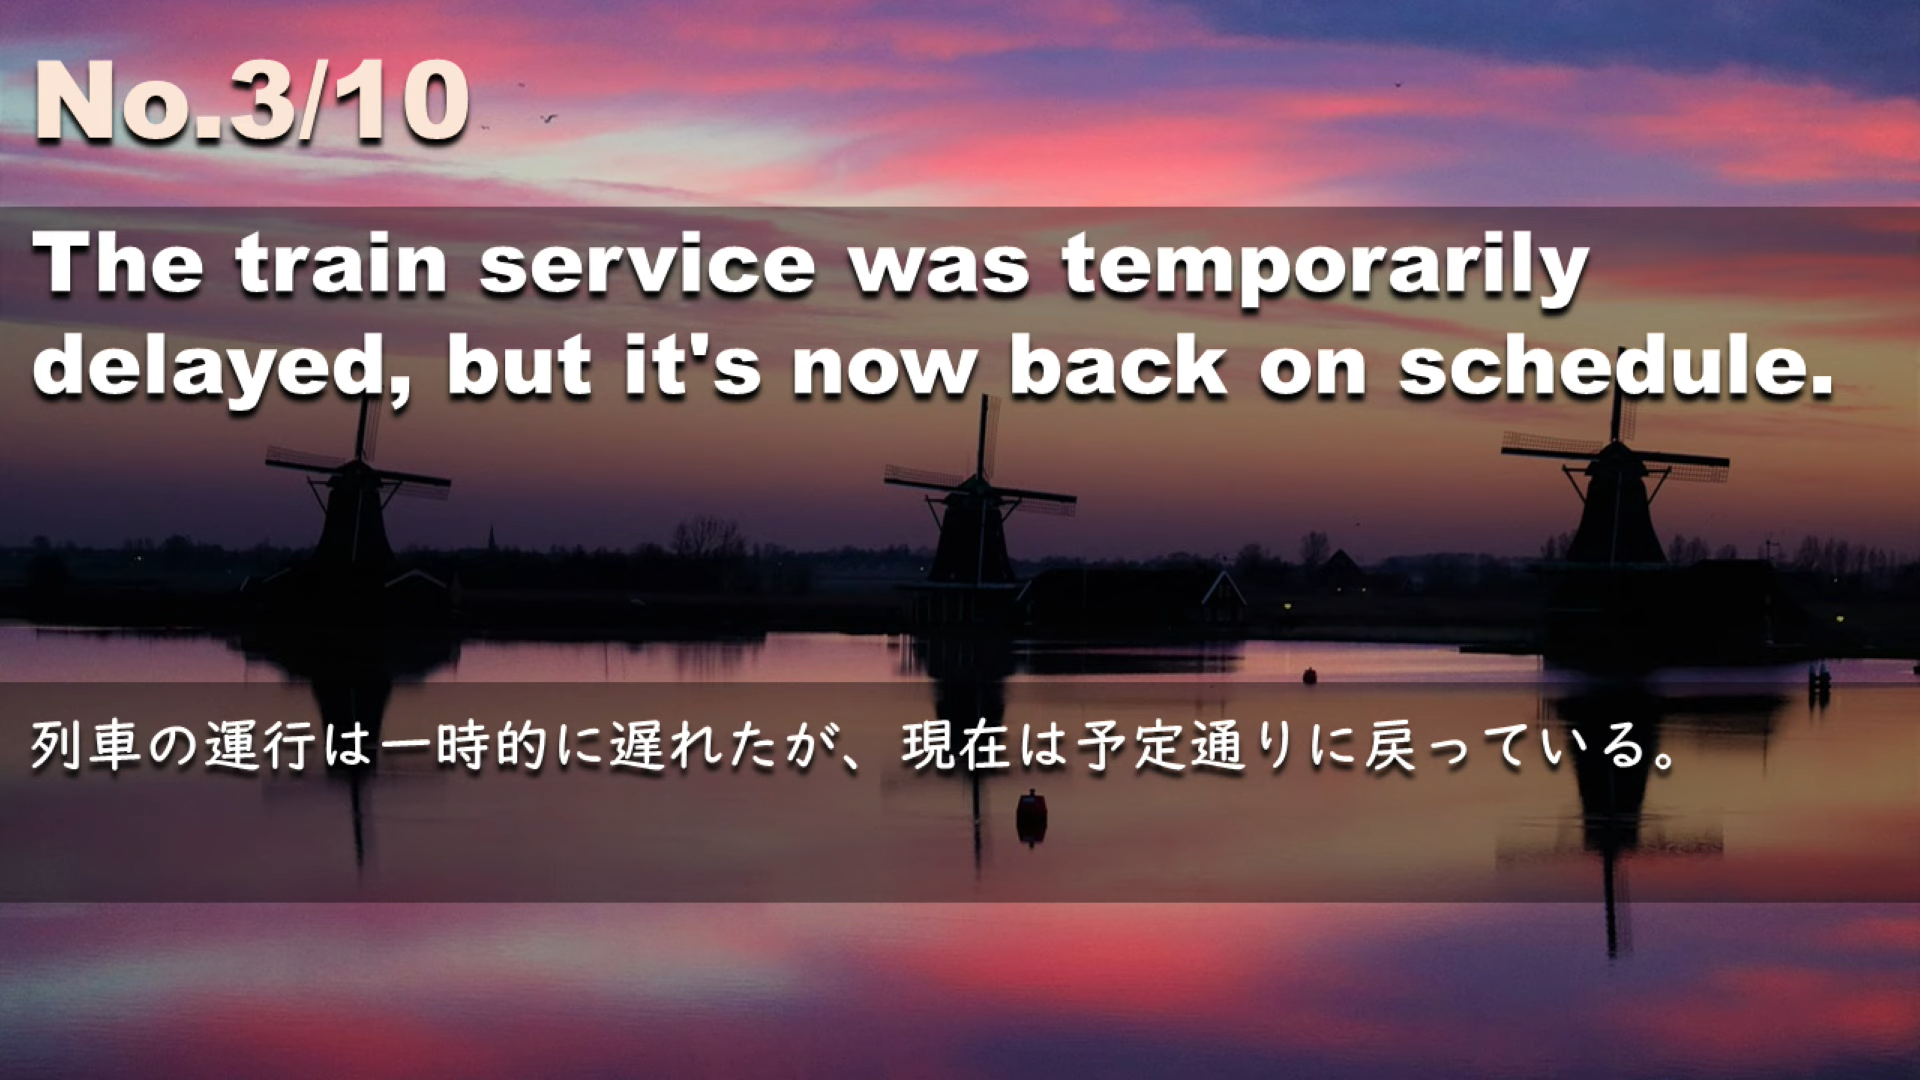 No.3/10
The train service was temporarily
delayed, but it's now back on schedule.
列車の運行は一時的に遅れたが、現在は予定通りに戻っている。